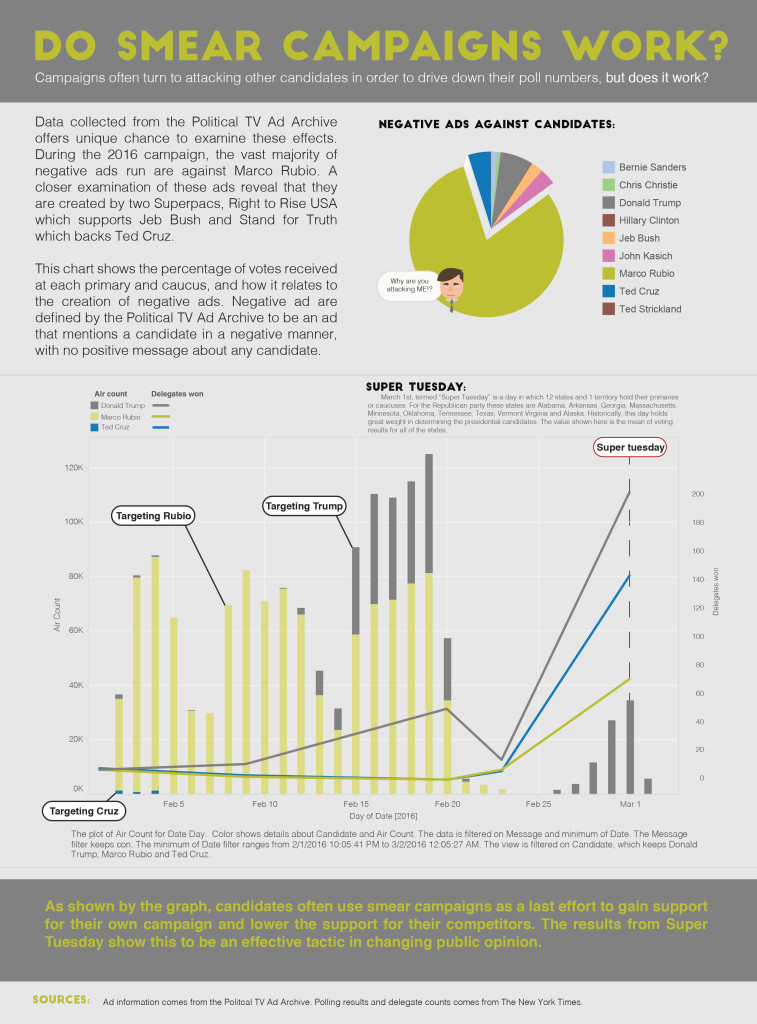 DO SMEAR CAMPAIGNS WORK?
Campaigns often turn to attacking other candidates in order to drive down their poll numbers, but does it work?
Data collected from the Political TV Ad Archive
offers unique chance to examine these effects.
During the 2016 campaign, the vast majority of
negative ads run are against Marco Rubio. A
closer examination of these ads reveal that they
are created by two Superpacs, Right to Rise USA
which supports Jeb Bush and Stand for Truth
which backs Ted Cruz.
This chart shows the percentage of votes received
at each primary and caucus, and how it relates to
the creation of negative ads. Negative ad are
defined by the Political TV Ad Archive to be an ad
that mentions a candidate in a negative manner,
with no positive message about any candidate.
NEGATIVE ADS AGAINST CANDIDATES:
Bernie Sanders
Chris Christie
Donald Trump
Hillary Clinton
Jeb Bush
John Kasich
Marco Rubio
Ted Cruz
Ted Strickland
Why are you
attacking ME!?
Air count
Delegates won
Donald Trump
Marco Rubio
Ted Cruz
SUPER TUESDAY:
March 1st, termed "Super Tuesday" is a day in which 12 states and 1 territory hold their primaries
or caucuses. For the Republican party these states are Alabama, Arkansas, Georgia, Massachusetts,
Minnesota, Oklahoma, Tennessee, Texas, Vermont Virginia and Alaska. Historically, this day holds
great weight in determining the presidential candidates. The value shown here is the mean of voting
results for all of the states.
Super tuesday
Targeting Rubio
Targeting Trump
Targeting Cruz
120K
100K
80K
60K
40K
20K
0K
Air Count
200
180
160
140
120
100
80
60
40
20
0
Delegates won
Feb 5
Feb 10
Feb 15
Feb 20
Feb 25
Mar 1
Day of Date [2016]
The plot of Air Count for Date Day. Color shows details about Candidate and Air Count. The data is filtered on Message and minimum of Date. The Message
filter keeps con. The minimum of Date filter ranges from 2/1/2016 10:05:41 PM to 3/2/2016 12:05:27 AM. The view is filtered on Candidate, which keeps Donald
Trump, Marco Rubio and Ted Cruz.
As shown by the graph, candidates often use smear campaigns as a last effort to gain support
for their own campaign and lower the support for their competitors. The results from Super
Tuesday show this to be an effective tactic in changing public opinion.
SOURCES:
Ad information comes from the Politcal TV Ad Archive. Polling results and delegate counts comes from The New York Times.